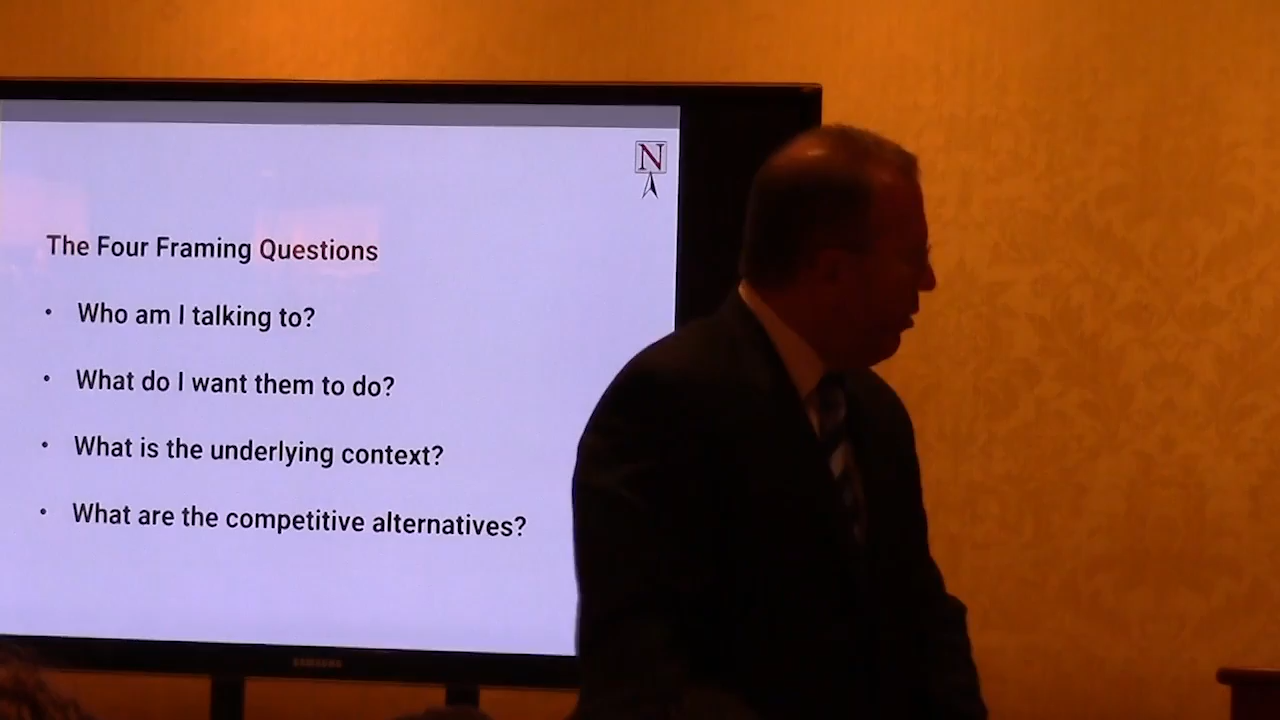 N
The Four Framing Questions
• Who am I talking to?
• What do I want them to do?
• What is the underlying context?
• What are the competitive alternatives?
SAMSUNG